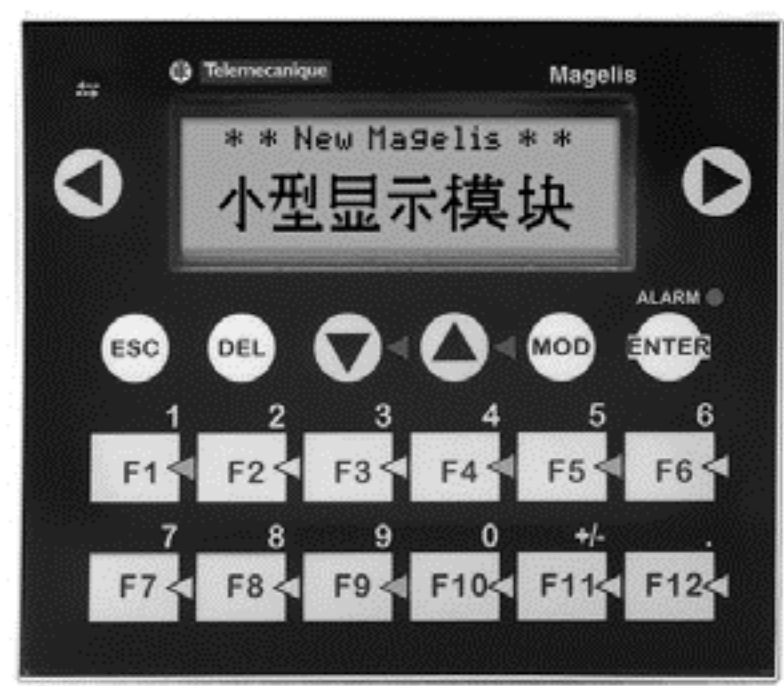 Telemecanique Magelis
* * New Magelis * *
小型显示模块
ALARM
ESC DEL MOD ENTER
1 2 3 4 5 6
F1 F2 F3 F4 F5 F6
7 8 9 0 +/- .
F7 F8 F9 F10 F11 F12